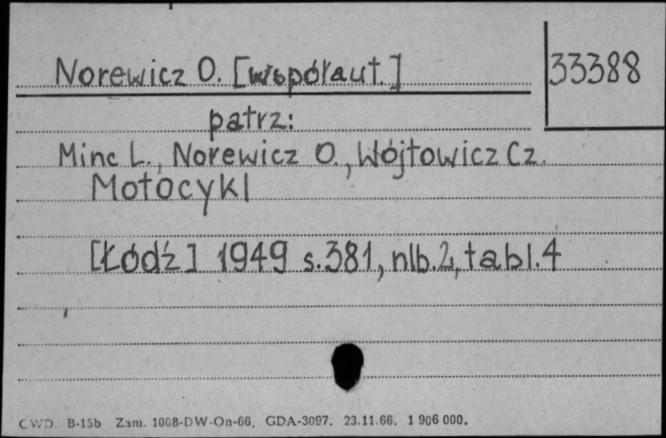 Norewicz O. [współaut.]
33388
patrz:
Minc L., Norewicz O., Wójtowicz Cz.
Motocykl
[Łódź] 1949 s.381, nlb.2, tabl.4
CWD. B-15b Zam. 1008-DW-On-66. GDA-3097. 23.11.66. 1 906 000.